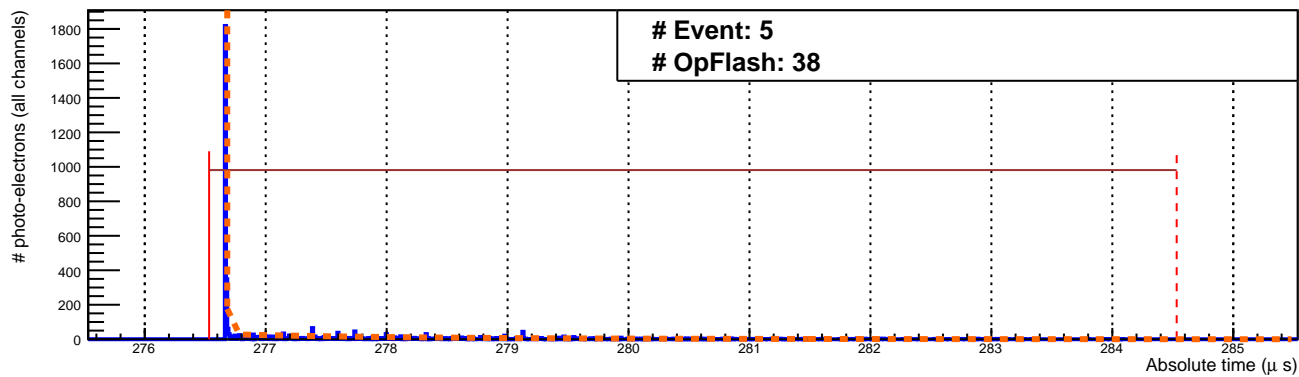 # photo-electrons (all channels)
1800
1600
1400
1200
1000
800
600
400
200
0
# Event: 5
# OpFlash: 38
276 277 278 279 280 281 282 283 284 285
Absolute time (μ s)